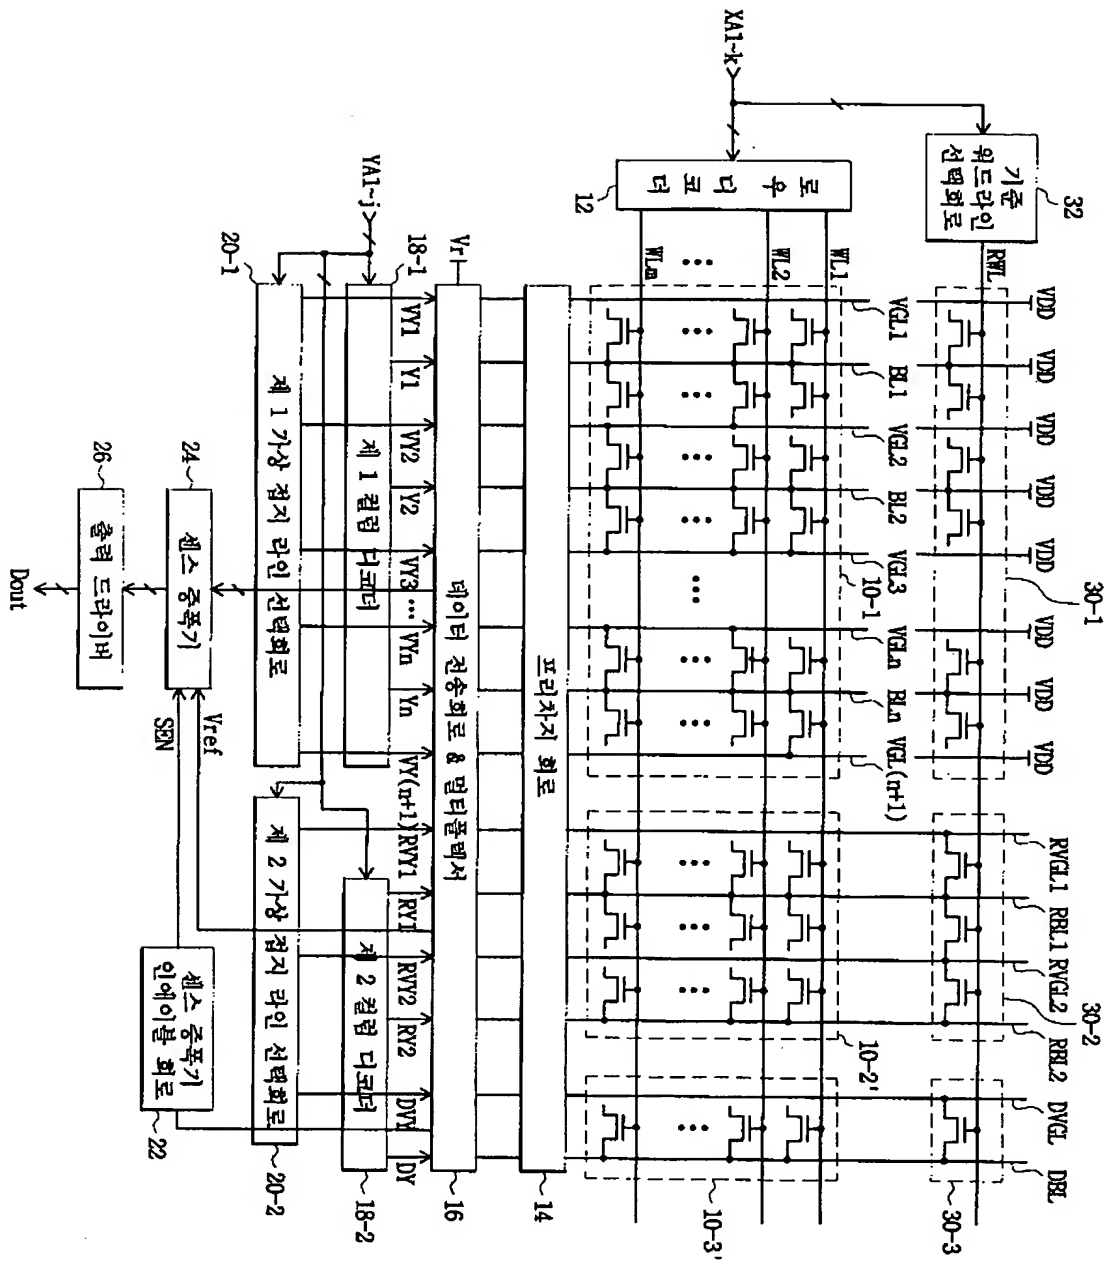 XA1~k
기준
워드라인
선택회로
32
RWL
VDD
VDD
VDD
VDD
VDD
VDD
VDD
VDD
30-1
RVGL1
RBL1
RVGL2
30-2
RBL2
DVGL
DBL
30-3
로우 디코더
12
WL1
WL2
WLm
VGL1
BL1
VGL2
BL2
VGL3
10-1
VGLn
BLn
VGL(n+1)
10-2'
10-3'
프리차지 회로
14
Vr
데이터 전송회로 & 멀티플렉서
16
YA1~j
18-1
VY1
Y1
VY2
Y2
VY3
VYn
Yn
VY(n+1)
RVY1
RY1
RVY2
RY2
DVY
DY
제 1 컬럼 디코더
제 2 컬럼 디코더
18-2
20-1
제 1 가상 접지 라인 선택회로
제 2 가상 접지 라인 선택회로
20-2
24
센스 증폭기
Vref
SEN
센스 증폭기
인에이블 회로
22
26
출력 드라이버
Dout